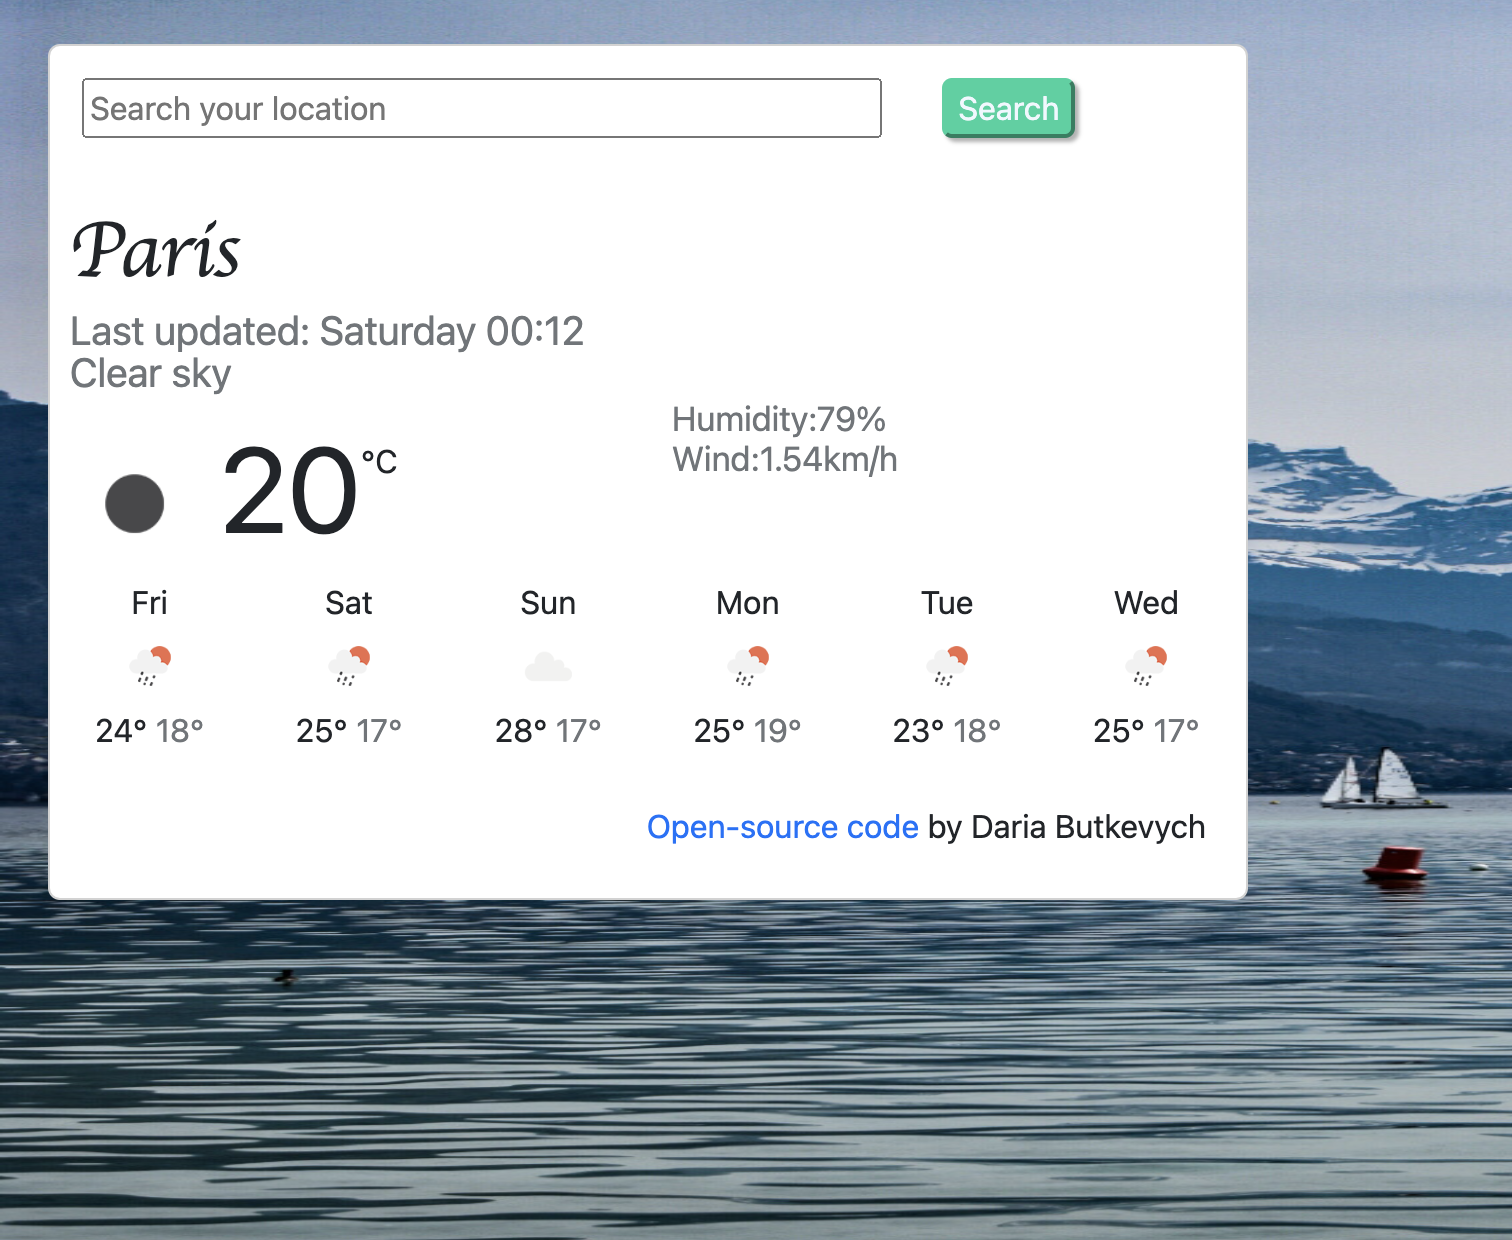 Search your location
Search
Paris
Last updated: Saturday 00:12
Clear sky
Humidity:79%
Wind:1.54km/h
20°C
Fri Sat Sun Mon Tue Wed
24° 18° 25° 17° 28° 17° 25° 19° 23° 18° 25° 17°
Open-source code by Daria Butkevych